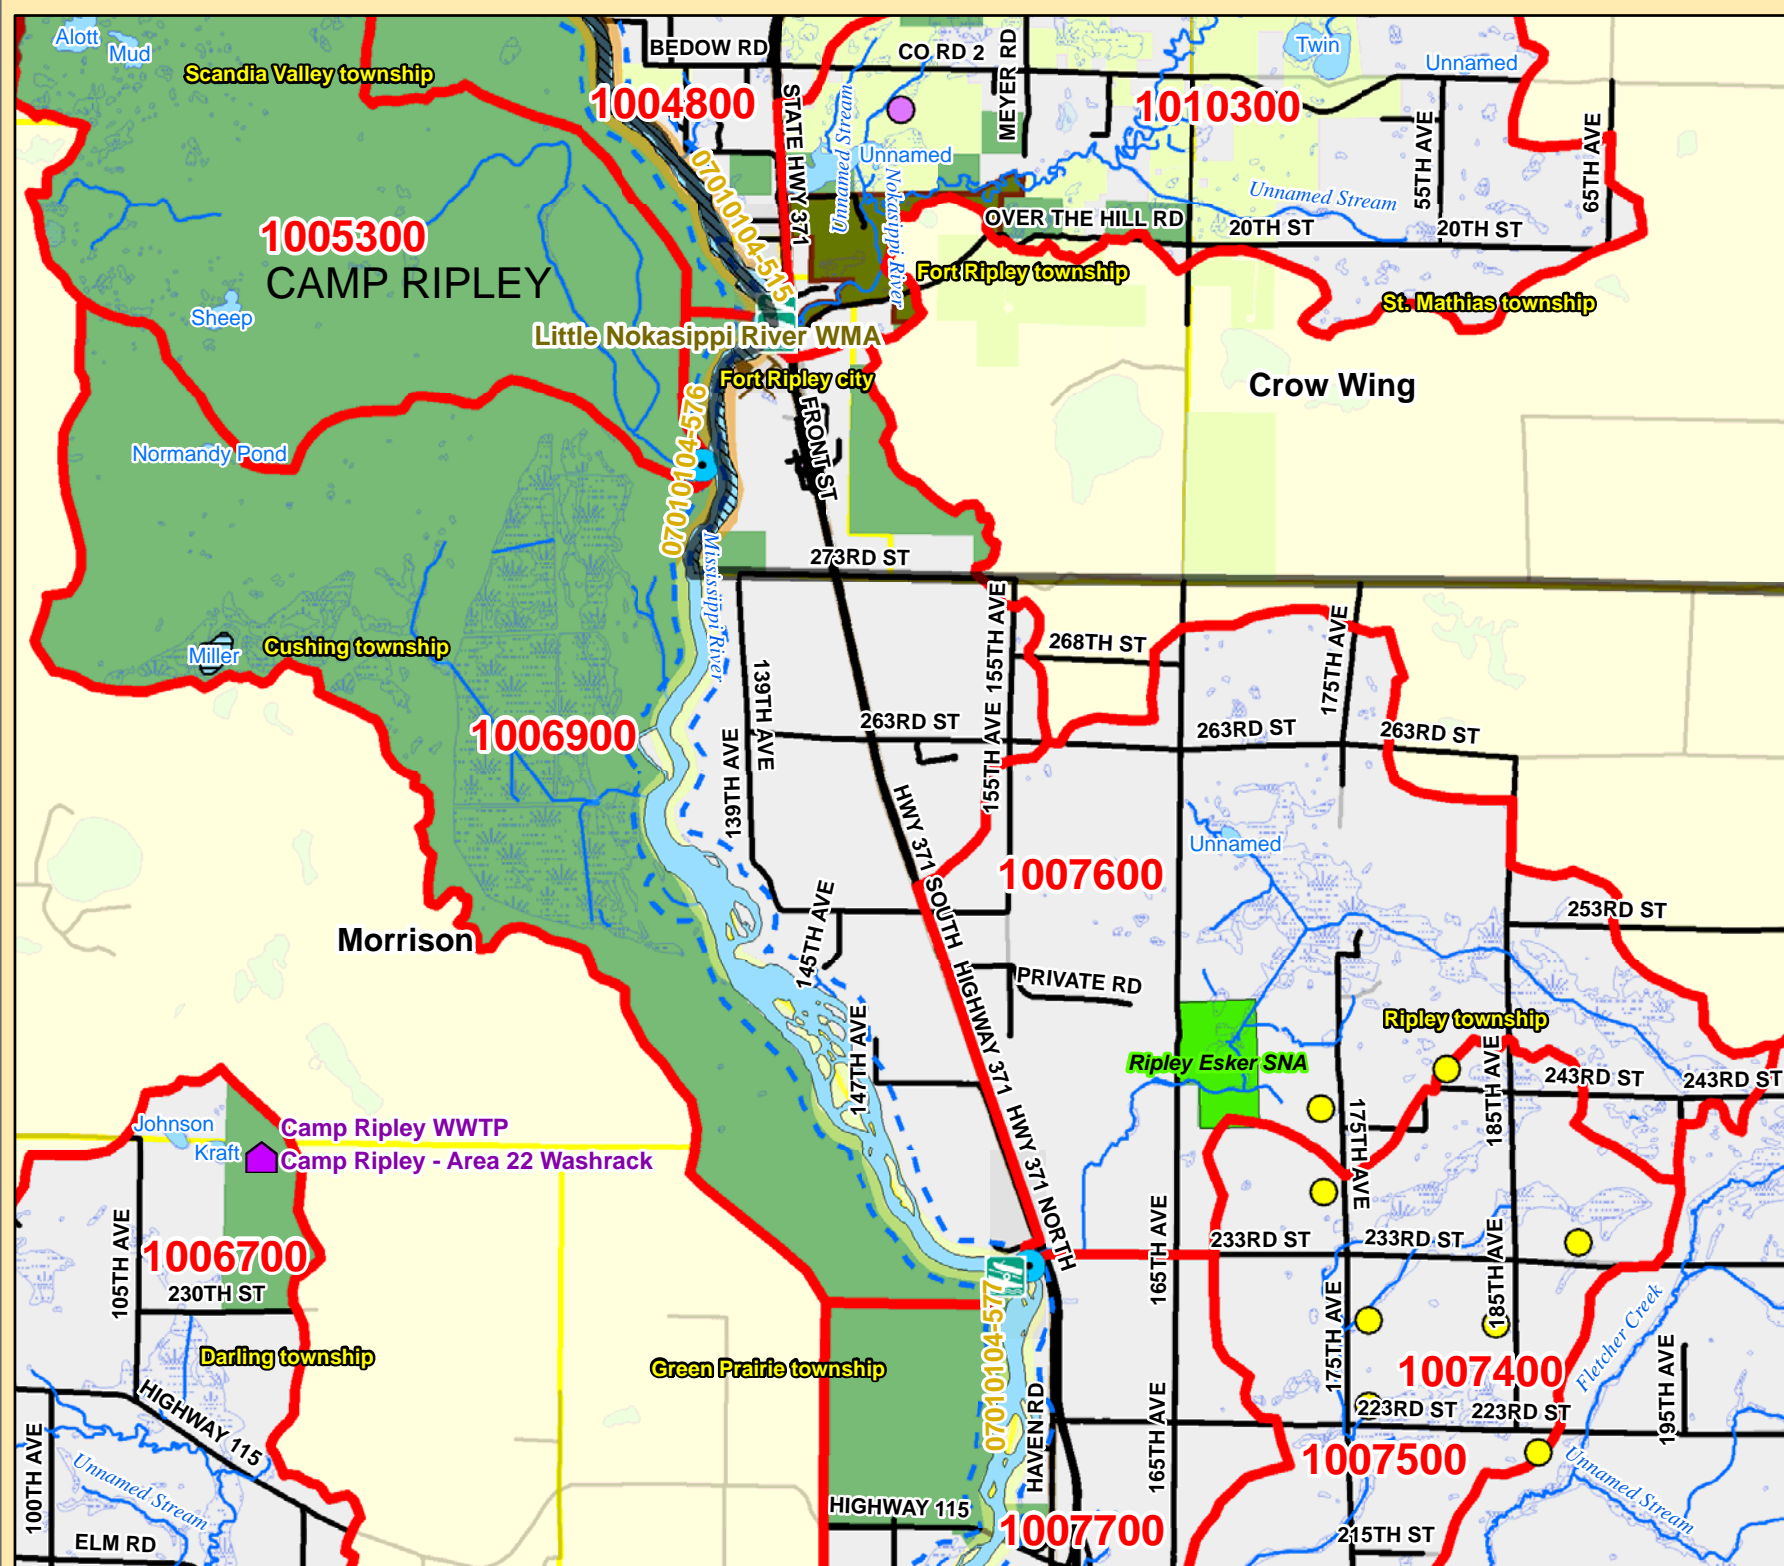 Alott
Mud
Scandia Valley township
BEDOW RD
CO RD 2
MEYER RD
Twin
Unnamed
1004800
1010300
STATE HWY 371
Unnamed Stream
Unnamed
55TH AVE
65TH AVE
07010104-515
Nokasippi River
Unnamed Stream
OVER THE HILL RD
20TH ST
20TH ST
1005300
CAMP RIPLEY
Fort Ripley township
St. Mathias township
Sheep
Little Nokasippi River WMA
Fort Ripley city
Crow Wing
FRONT ST
07010104-576
Normandy Pond
Mississippi River
273RD ST
155TH AVE
155TH AVE
268TH ST
175TH AVE
Miller
Cushing township
139TH AVE
139TH AVE
1006900
263RD ST
263RD ST
263RD ST
HWY 371
SOUTH
HIGHWAY 371
HWY 371
NORTH
Unnamed
1007600
145TH AVE
253RD ST
Morrison
PRIVATE RD
147TH AVE
Ripley township
Ripley Esker SNA
185TH AVE
243RD ST
243RD ST
175TH AVE
Johnson
Kraft
Camp Ripley WWTP
Camp Ripley - Area 22 Washrack
105TH AVE
1006700
230TH ST
165TH AVE
233RD ST
233RD ST
185TH AVE
175TH AVE
Fletcher Creek
07010104-577
Darling township
Green Prairie township
1007400
195TH AVE
HIGHWAY 115
HAVEN RD
165TH AVE
223RD ST
223RD ST
100TH AVE
Unnamed Stream
1007500
Unnamed Stream
HIGHWAY 115
1007700
215TH ST
ELM RD